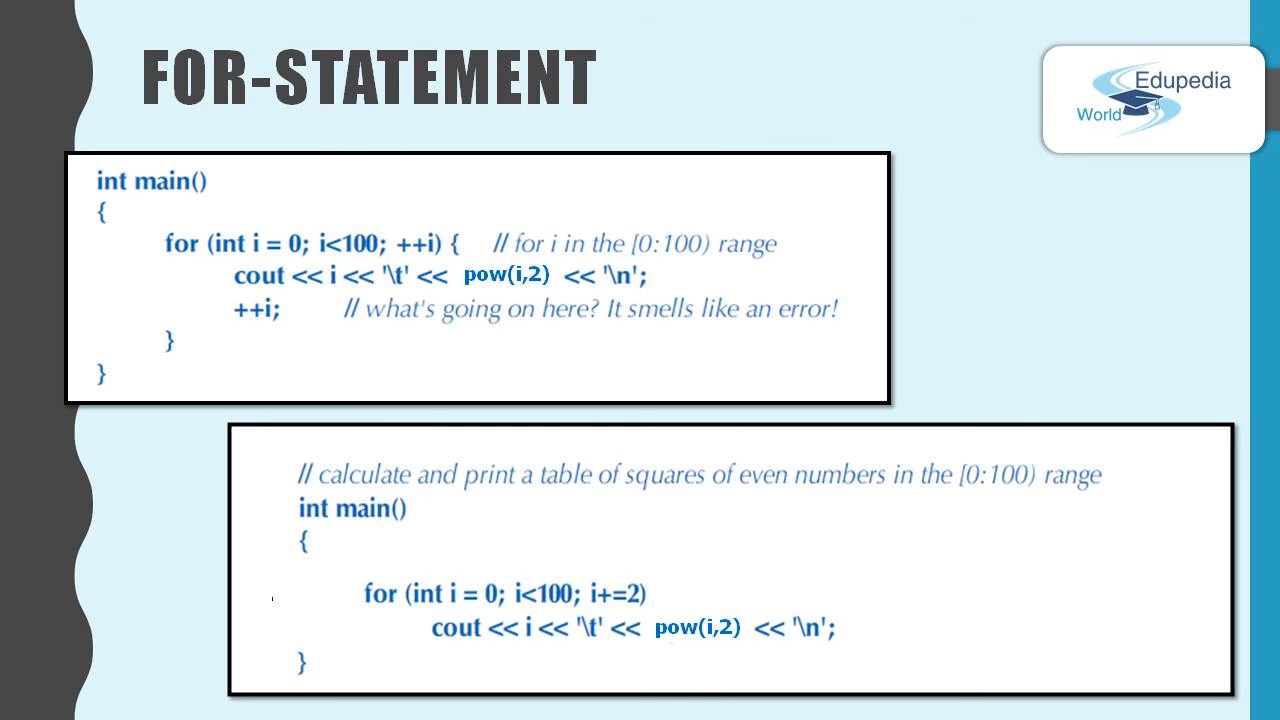 FOR-STATEMENT
Edupedia
World
int main()
{
for (int i = 0; i<100; ++i) { // for i in the [0:100) range
cout << i << '\t' << pow(i,2) << '\n';
++i; // what's going on here? It smells like an error!
}
}
// calculate and print a table of squares of even numbers in the [0:100) range
int main()
{
for (int i = 0; i<100; i+=2)
cout << i << '\t' << pow(i,2) << '\n';
}